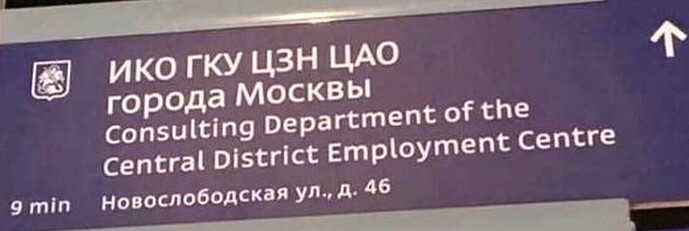 ИКО ГКУ ЦЗН ЦАО
города Москвы
Consulting Department of the
Central District Employment Centre
9 min Новослободская ул., д. 46